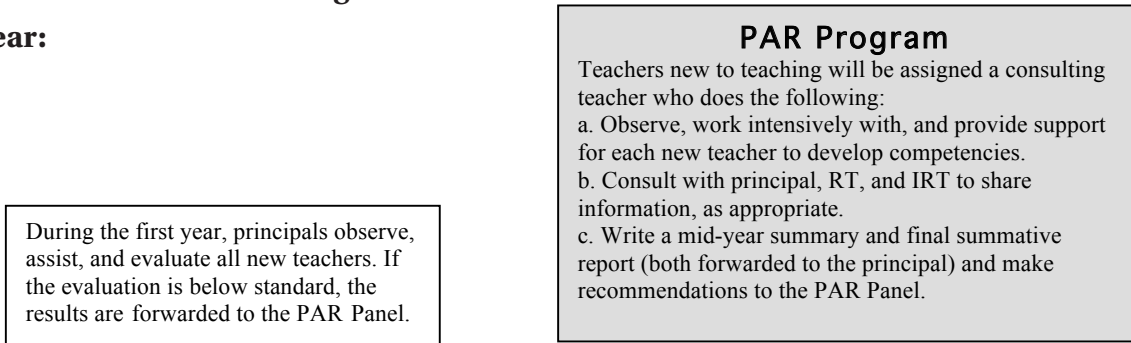 ear:
PAR Program
Teachers new to teaching will be assigned a consulting
teacher who does the following:
a. Observe, work intensively with, and provide support
for each new teacher to develop competencies.
b. Consult with principal, RT, and IRT to share
information, as appropriate.
c. Write a mid-year summary and final summative
report (both forwarded to the principal) and make
recommendations to the PAR Panel.
During the first year, principals observe,
assist, and evaluate all new teachers. If
the evaluation is below standard, the
results are forwarded to the PAR Panel.